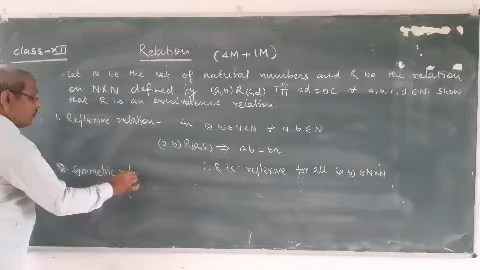 class-XII
Relation (4M+1M)
Let N be the set of natural numbers and R be the relation
on N×N defined by (a,b)R(c,d) iff ad = bc ∀ a,b,c,d ∈ N. Show
that R is an equivalence relation.
1. Reflexive relation - in (a,b)∈N×N ∀ a,b∈N
(a,b)R(a,b) ⇒ ab = ba
∴ R is reflexive for all (a,b)∈N×N
2. Symmetric